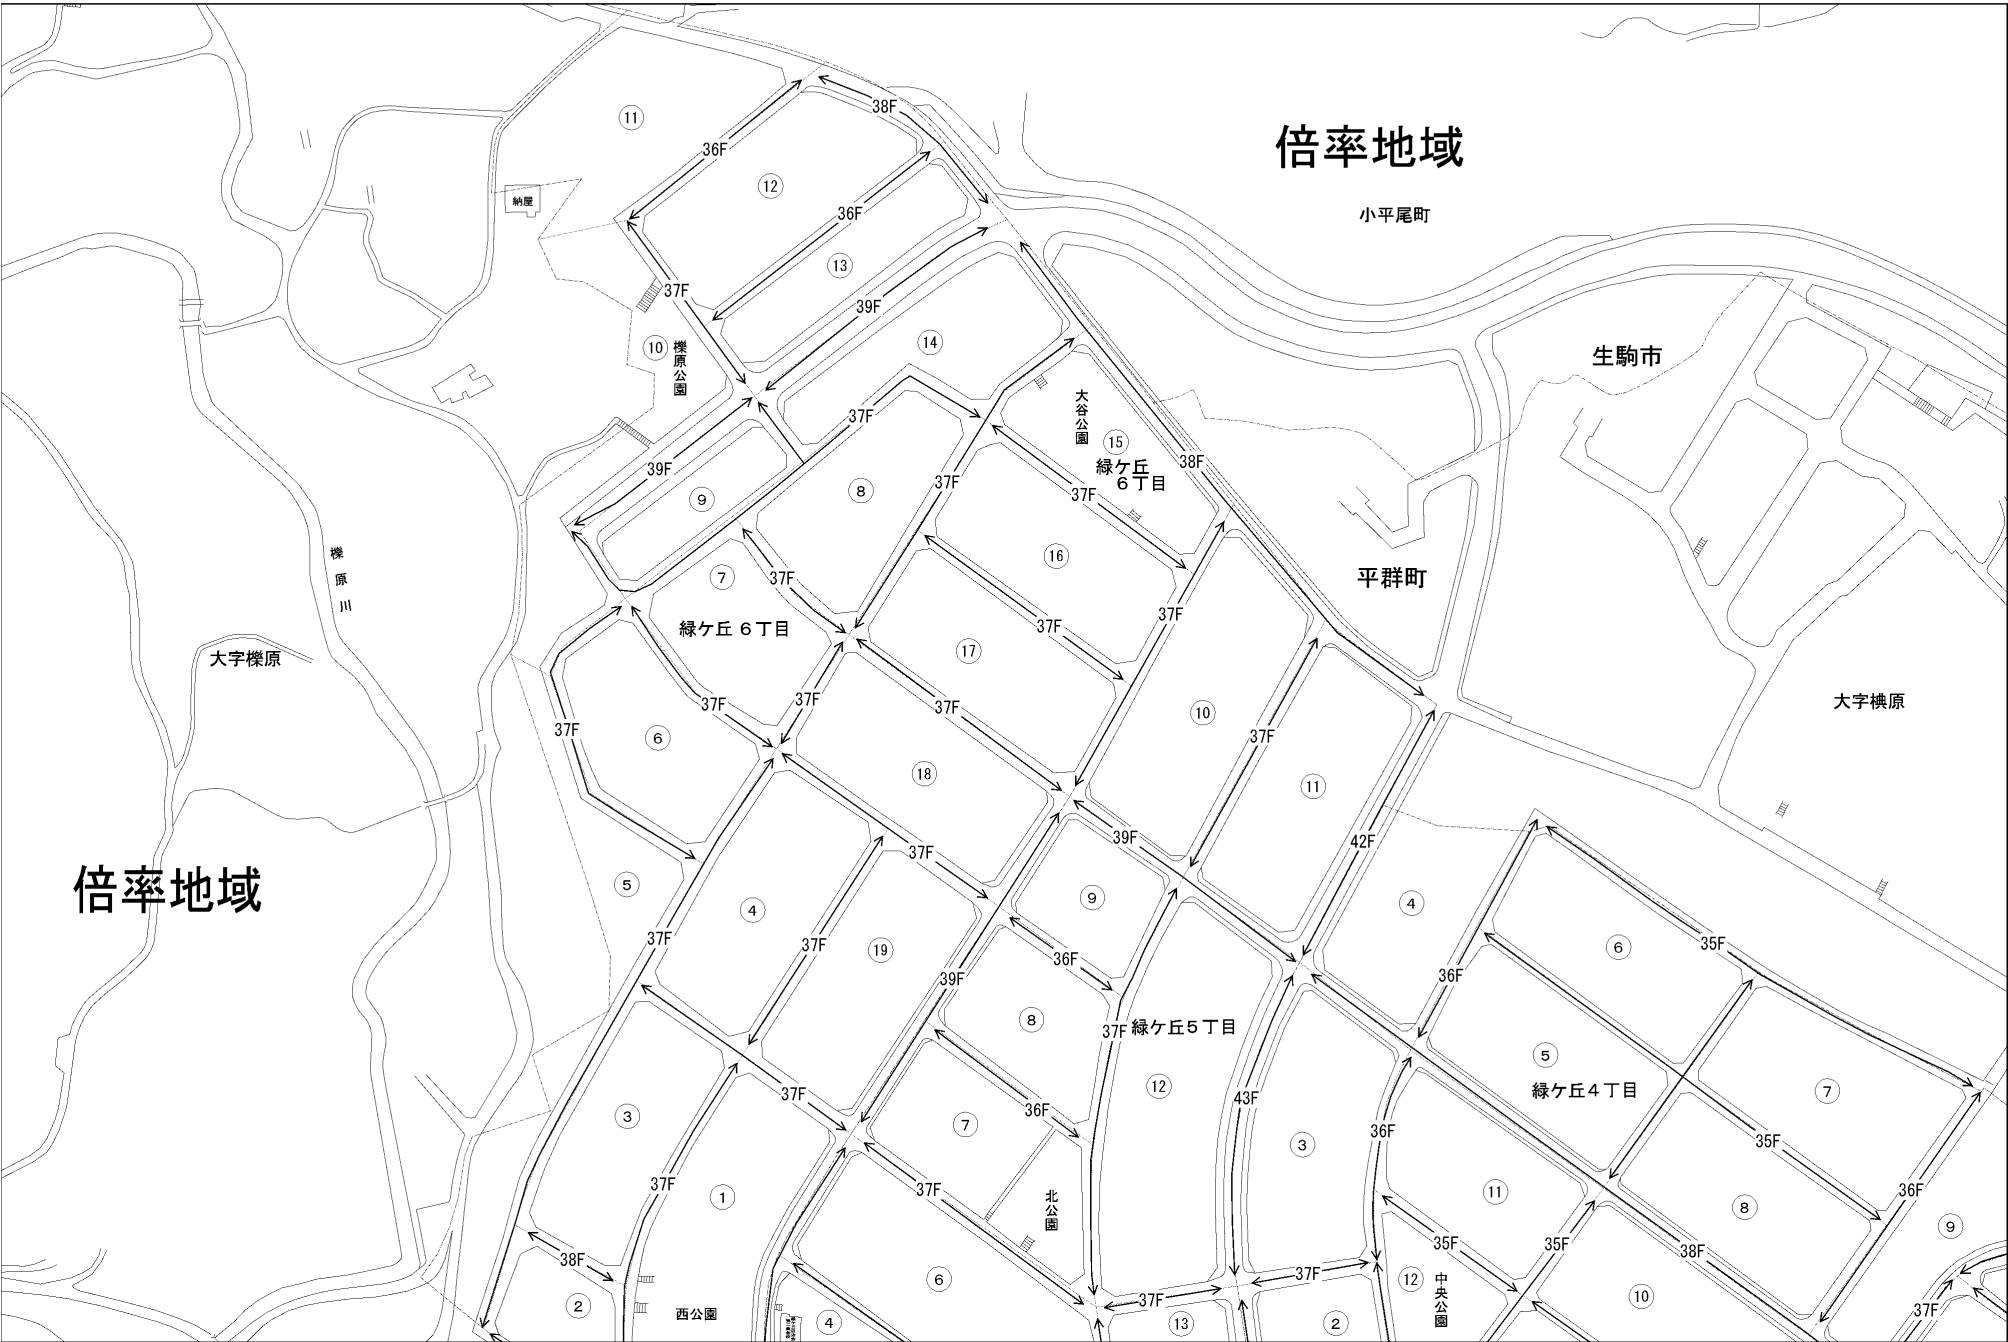 38F
⑪
36F
倍率地域
⑫
納屋
36F
小平尾町
⑬
37F
39F
⑭
⑩
櫟原公園
生駒市
大谷公園
37F
⑮
38F
緑ケ丘
６丁目
39F
37F
37F
⑧
⑨
⑯
櫟原川
37F
⑦
平群町
37F
37F
緑ケ丘 ６丁目
⑰
大字櫟原
37F
37F
37F
⑩
大字櫟原
37F
⑥
37F
⑱
⑪
39F
42F
37F
倍率地域
⑤
④
⑨
④
37F
37F
⑲
35F
⑥
36F
39F
36F
⑧
37F
緑ケ丘５丁目
⑤
緑ケ丘４丁目
⑦
37F
⑫
43F
③
36F
⑦
36F
③
35F
37F
①
37F
北公園
⑪
36F
⑧
⑨
35F
35F
38F
38F
⑥
37F
⑫
中央公園
②
西公園
④
37F
⑬
②
⑩
37F